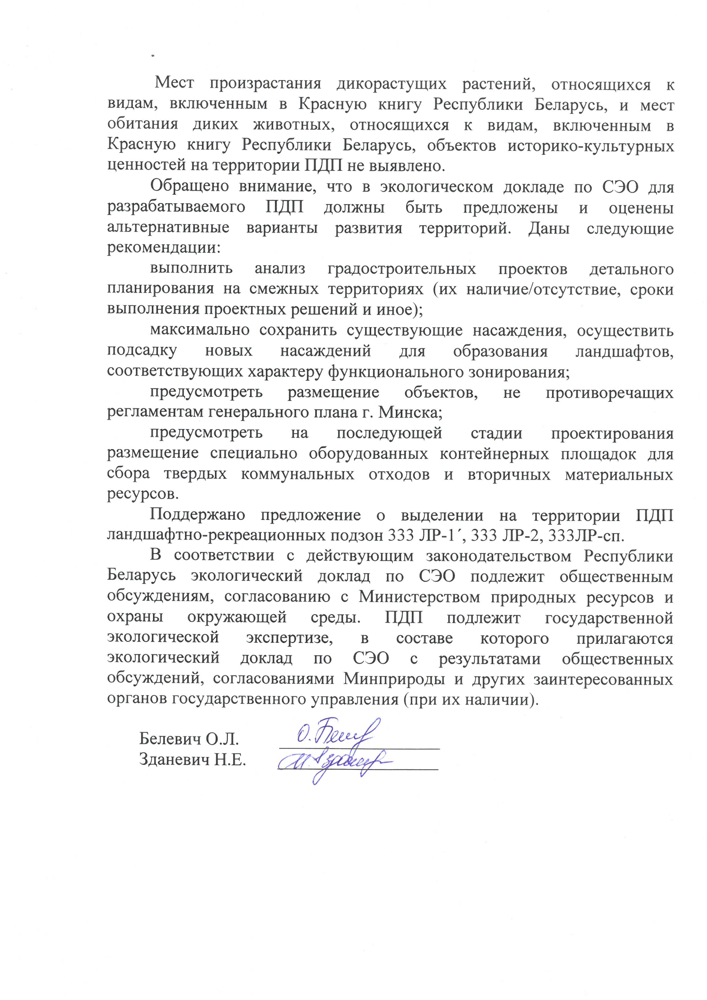 Мест произрастания дикорастущих растений, относящихся к
видам, включенным в Красную книгу Республики Беларусь, и мест
обитания диких животных, относящихся к видам, включенным в
Красную книгу Республики Беларусь, объектов историко-культурных
ценностей на территории ПДП не выявлено.
Обращено внимание, что в экологическом докладе по СЭО для
разрабатываемого ПДП должны быть предложены и оценены
альтернативные варианты развития территорий. Даны следующие
рекомендации:
выполнить анализ градостроительных проектов детального
планирования на смежных территориях (их наличие/отсутствие, сроки
выполнения проектных решений и иное);
максимально сохранить существующие насаждения, осуществить
подсадку новых насаждений для образования ландшафтов,
соответствующих характеру функционального зонирования;
предусмотреть размещение объектов, не противоречащих
регламентам генерального плана г. Минска;
предусмотреть на последующей стадии проектирования
размещение специально оборудованных контейнерных площадок для
сбора твердых коммунальных отходов и вторичных материальных
ресурсов.
Поддержано предложение о выделении на территории ПДП
ландшафтно-рекреационных подзон 333 ЛР-1´, 333 ЛР-2, 333ЛР-сп.
В соответствии с действующим законодательством Республики
Беларусь экологический доклад по СЭО подлежит общественным
обсуждениям, согласованию с Министерством природных ресурсов и
охраны окружающей среды. ПДП подлежит государственной
экологической экспертизе, в составе которого прилагаются
экологический доклад по СЭО с результатами общественных
обсуждений, согласованиями Минприроды и других заинтересованных
органов государственного управления (при их наличии).
Белевич О.Л.
Зданевич Н.Е.